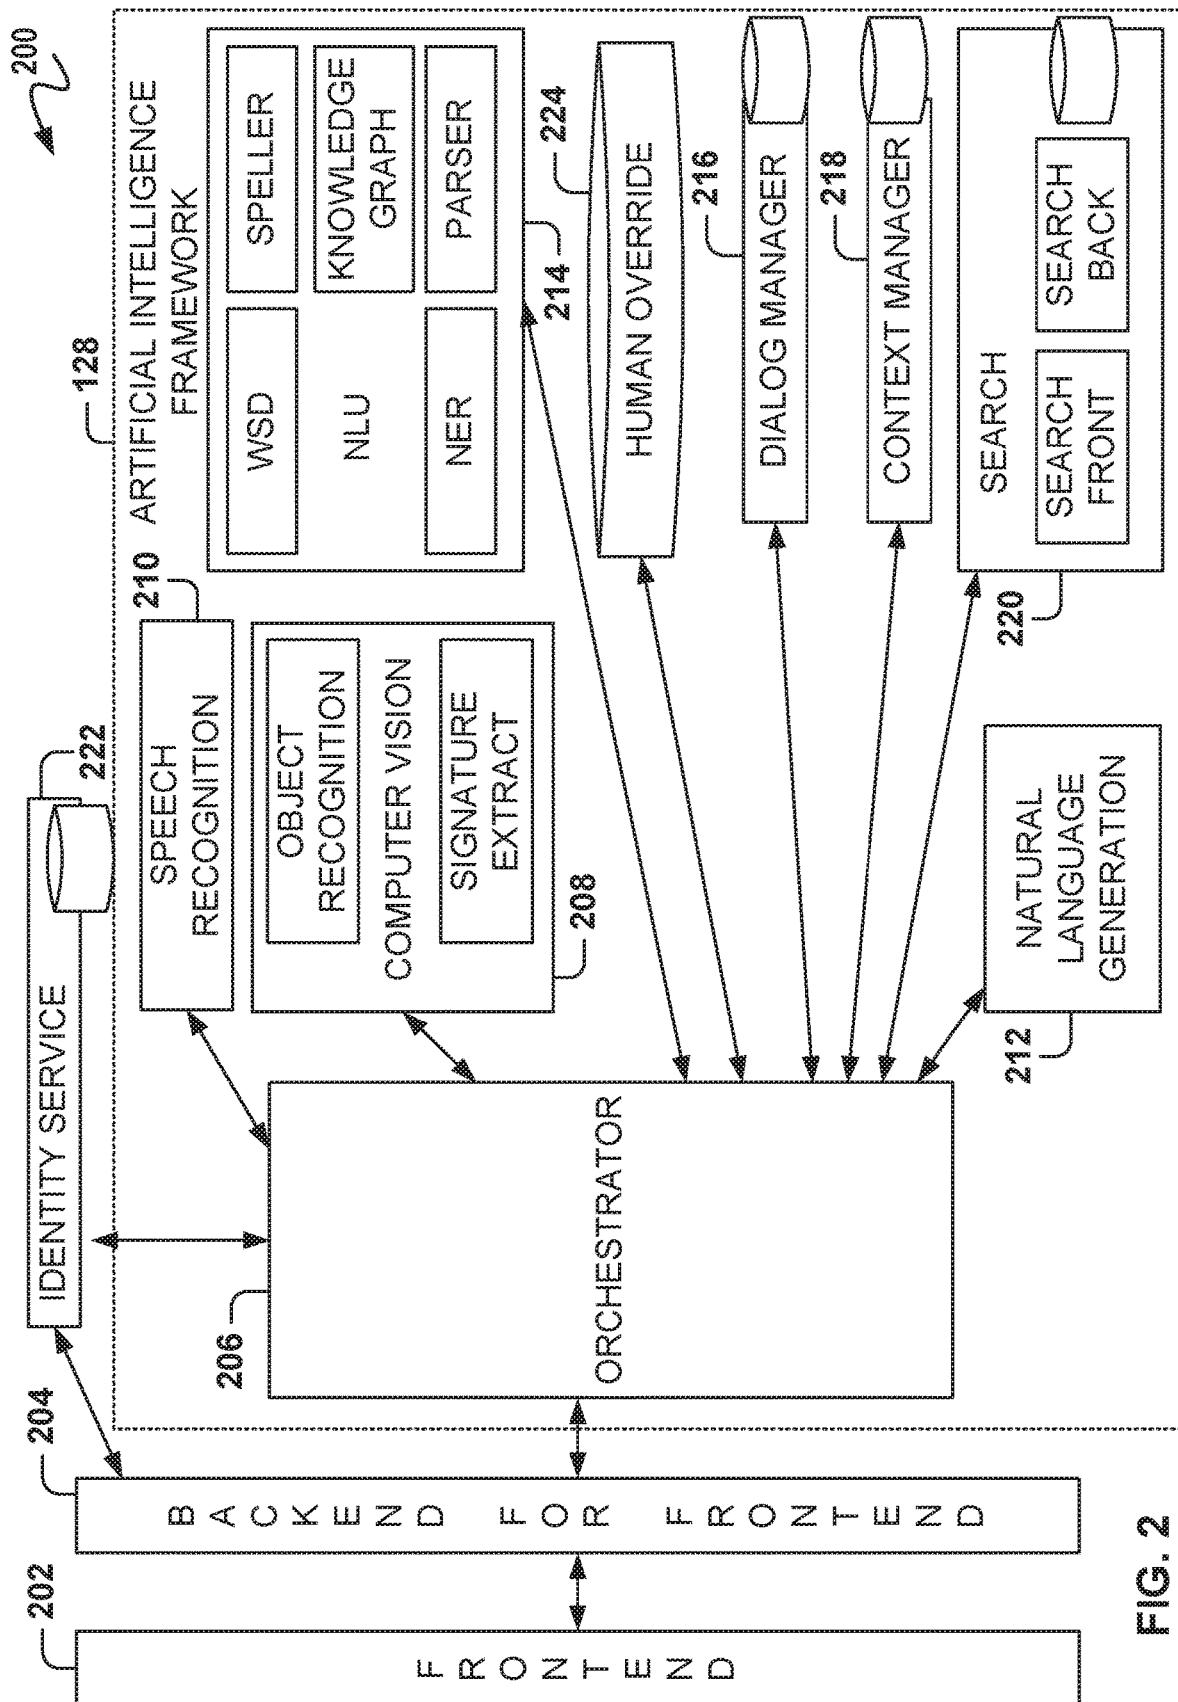 200
202
FRONTEND
204
BACKEND FOR FRONTEND
222
IDENTITY SERVICE
128
ARTIFICIAL INTELLIGENCE
FRAMEWORK
206
ORCHESTRATOR
210
SPEECH
RECOGNITION
OBJECT
RECOGNITION
COMPUTER VISION
SIGNATURE
EXTRACT
208
WSD
SPELLER
NLU
KNOWLEDGE
GRAPH
NER
PARSER
214
HUMAN OVERRIDE
224
DIALOG MANAGER
216
CONTEXT MANAGER
218
SEARCH
SEARCH
FRONT
SEARCH
BACK
220
NATURAL
LANGUAGE
GENERATION
212
FIG. 2